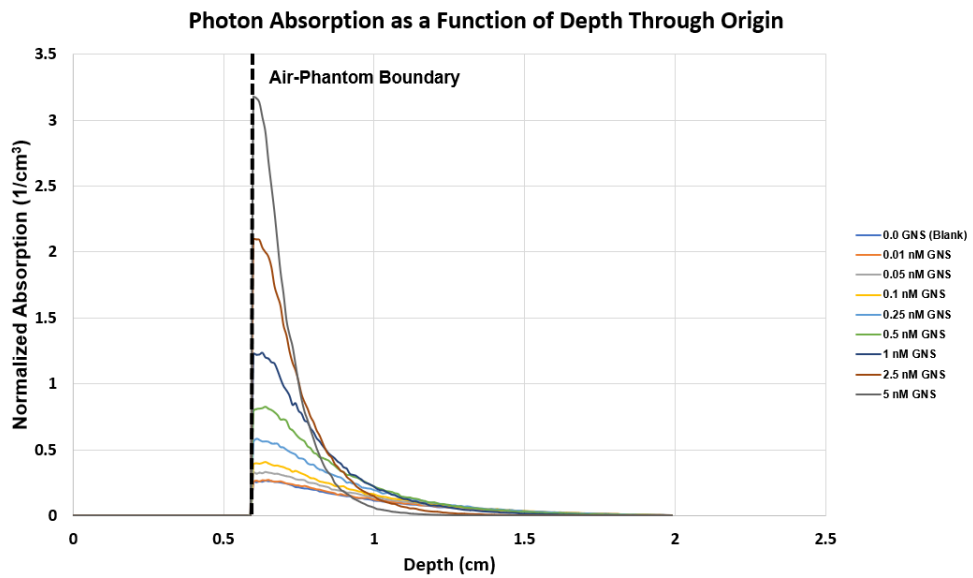 Photon Absorption as a Function of Depth Through Origin
3.5
Air-Phantom Boundary
3
2.5
2
1.5
1
0.5
0
Normalized Absorption (1/cm³)
0 0.5 1 1.5 2 2.5
Depth (cm)
0.0 GNS (Blank)
0.01 nM GNS
0.05 nM GNS
0.1 nM GNS
0.25 nM GNS
0.5 nM GNS
1 nM GNS
2.5 nM GNS
5 nM GNS